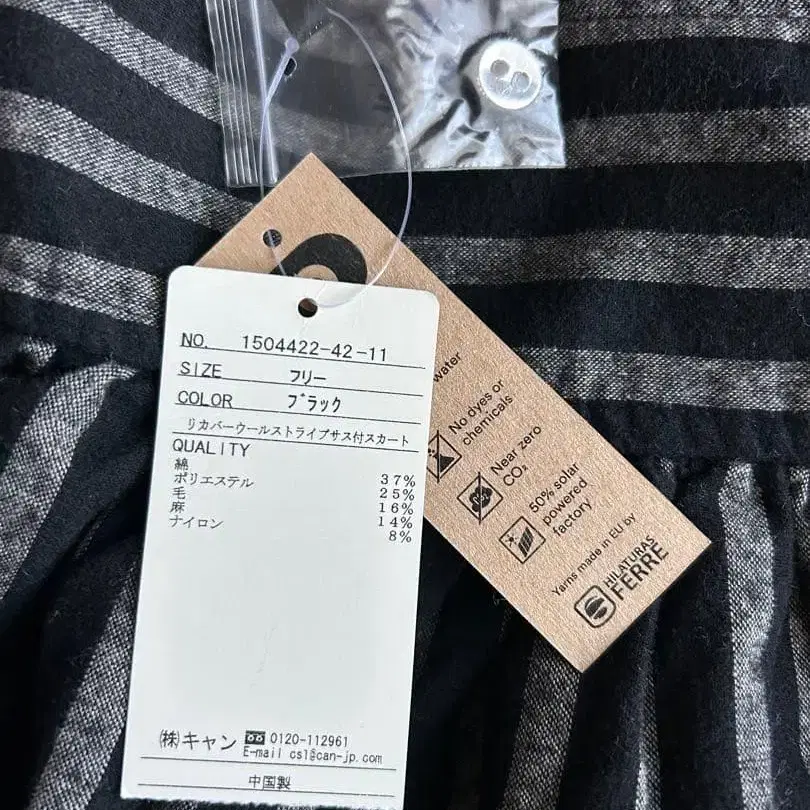 NO. 1504422-42-11
SIZE フリー
COLOR ブラック
リカバーウールストライプサス付スカート
QUALITY
綿 37%
ポリエステル 25%
毛 16%
麻 14%
ナイロン 8%
(株)キャン 0120-112961
E-mail cs1@can-jp.com
中国製
water
No dyes or
chemicals
Near zero
CO₂
50% solar
powered
factory
Yarns made in EU by
HILATURAS
FERRE